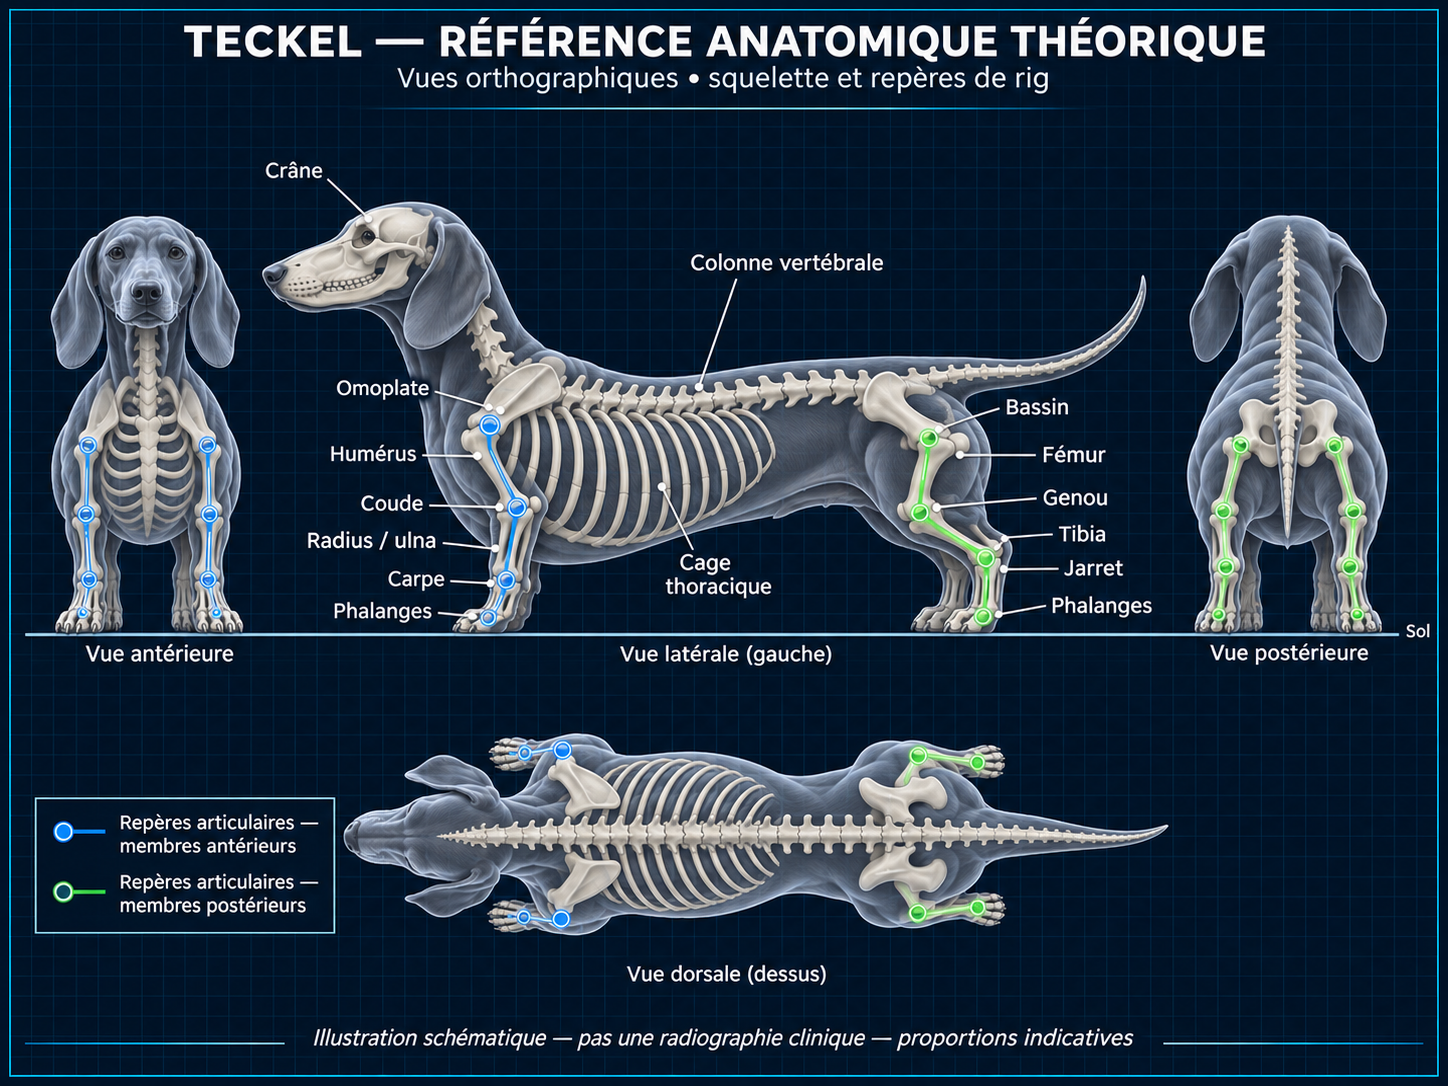 TECKEL — RÉFÉRENCE ANATOMIQUE THÉORIQUE
Vues orthographiques • squelette et repères de rig
Crâne
Colonne vertébrale
Omoplate
Humérus
Coude
Radius / ulna
Carpe
Phalanges
Cage
thoracique
Bassin
Fémur
Genou
Tibia
Jarret
Phalanges
Sol
Vue antérieure
Vue latérale (gauche)
Vue postérieure
Repères articulaires —
membres antérieurs
Repères articulaires —
membres postérieurs
Vue dorsale (dessus)
Illustration schématique — pas une radiographie clinique — proportions indicatives